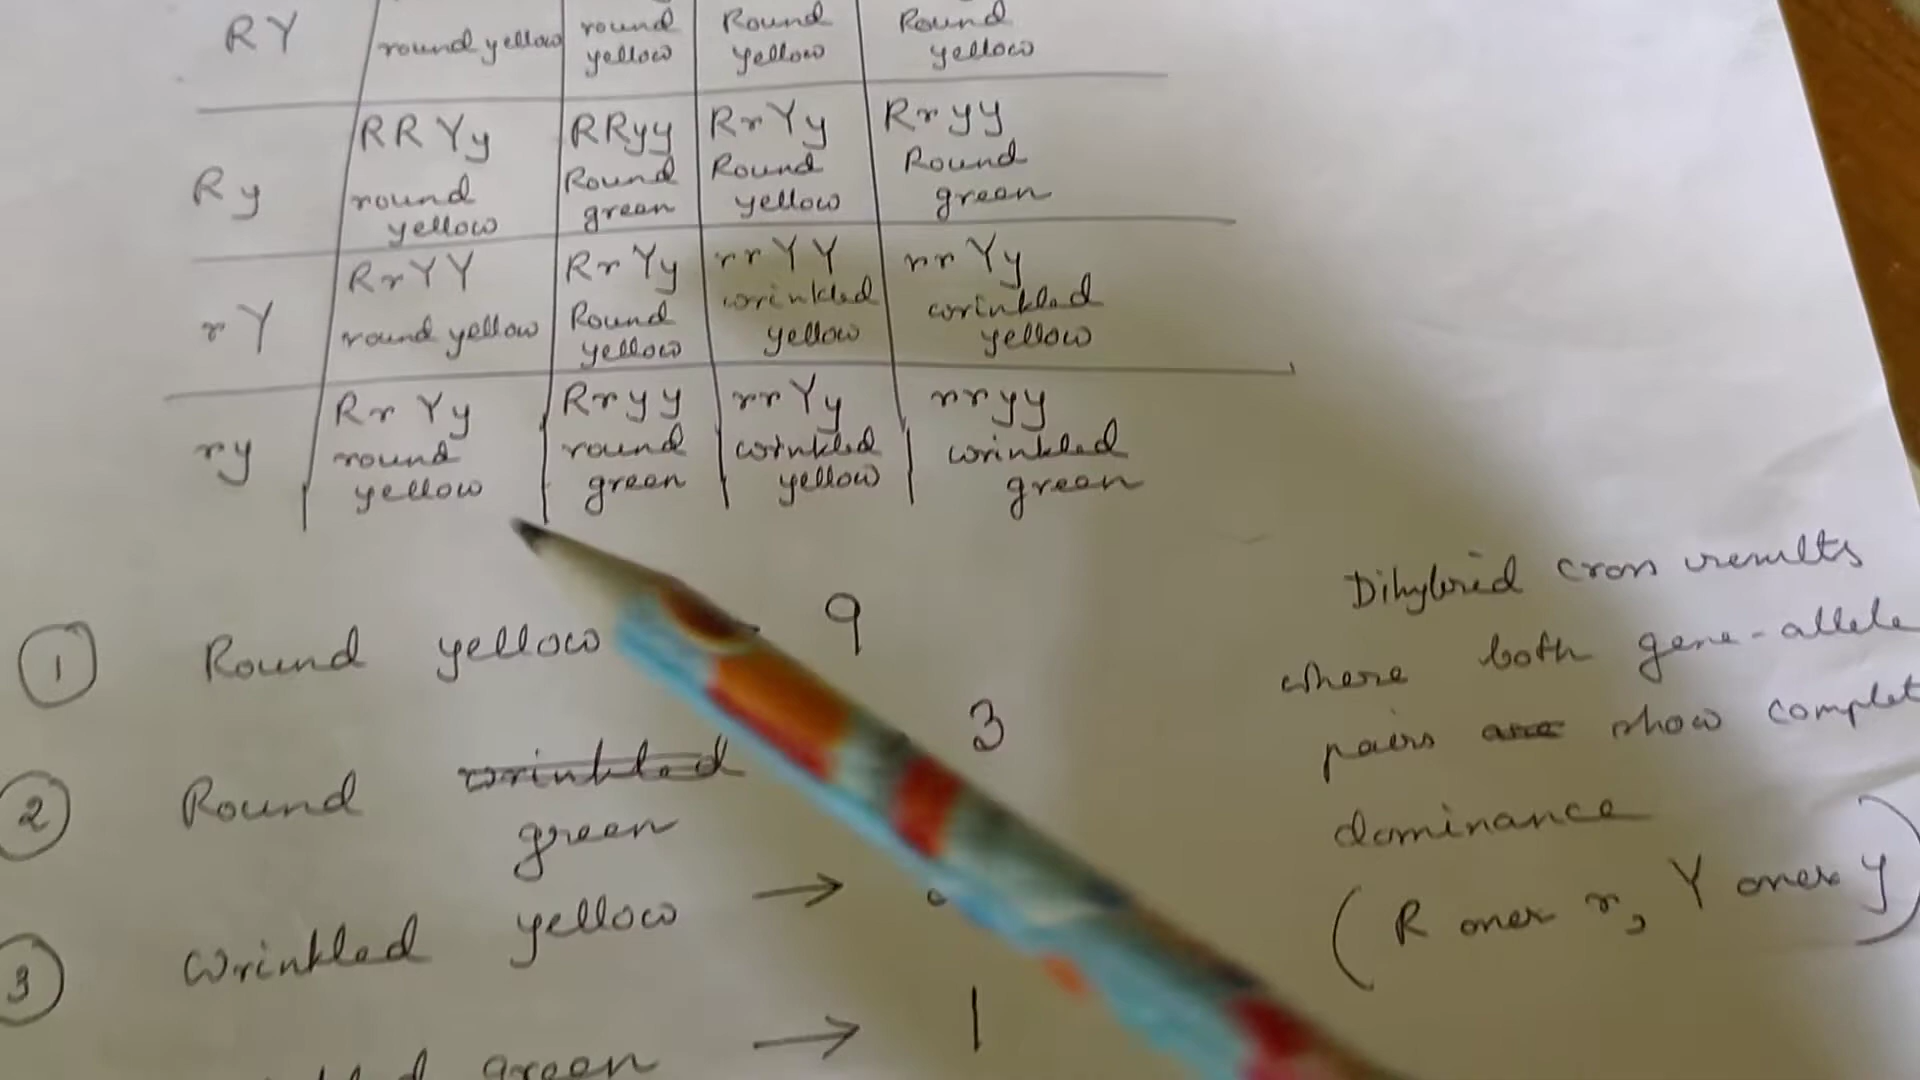 RY round yellow round yellow Round yellow Round yellow
Ry RRYy round yellow RRyy Round green RrYy Round yellow Rryy Round green
rY RrYY round yellow RrYy Round yellow rrYY wrinkled yellow rrYy wrinkled yellow
ry RrYy round yellow Rryy round green rrYy wrinkled yellow rryy wrinkled green
1 Round yellow 9
2 Round wrinkled 3
green
3 wrinkled yellow →
green → 1
Dihybrid cross results
where both gene-allele
pairs are show complet
dominance
(R over r, Y over y)